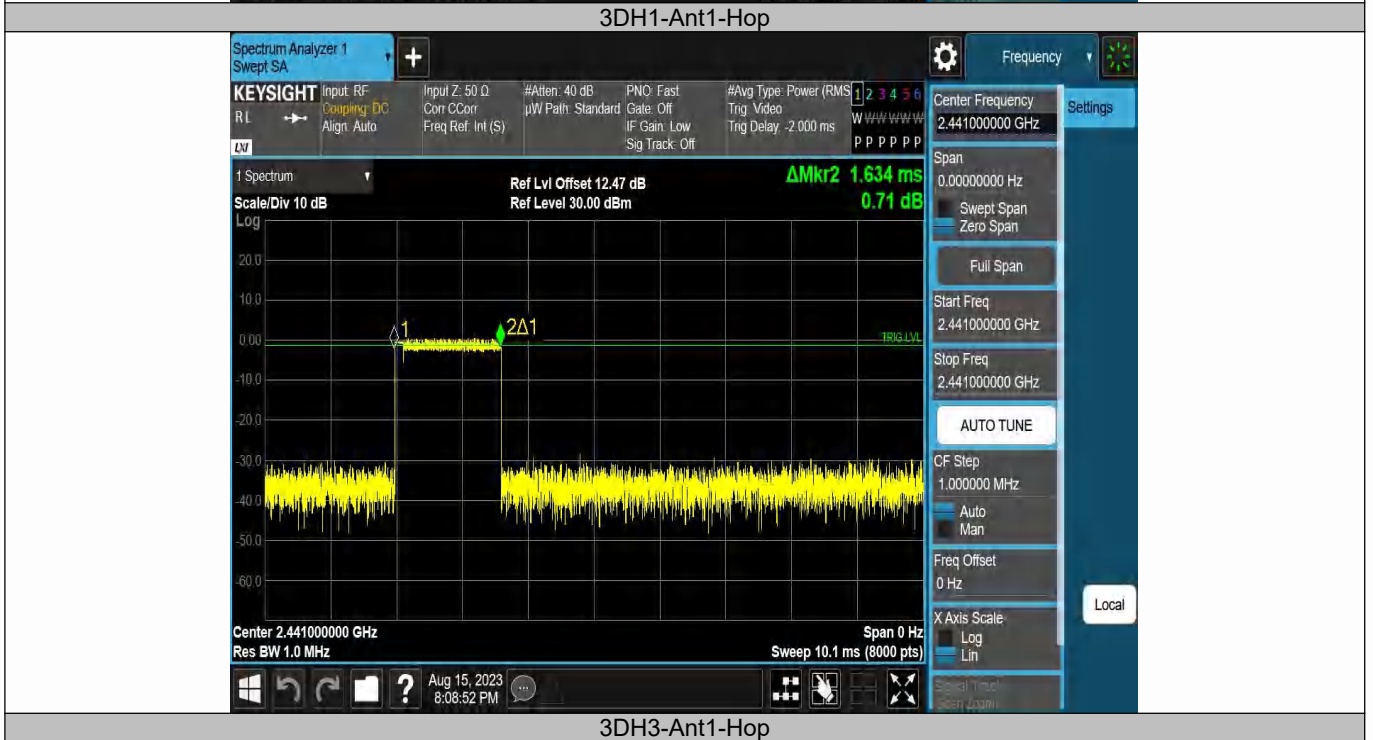 3DH1-Ant1-Hop
Spectrum Analyzer 1
Swept SA
Frequency
KEYSIGHT
RL
LXI
Input: RF
Coupling: DC
Align: Auto
Input Z: 50 Ω
Corr CCorr
Freq Ref: Int (S)
#Atten: 40 dB
µW Path: Standard
PNO: Fast
Gate: Off
IF Gain: Low
Sig Track: Off
#Avg Type: Power (RMS
Trig: Video
Trig Delay: -2.000 ms
1 2 3 4 5 6
W W W W W W
P P P P P P
Center Frequency
2.441000000 GHz
Settings
1 Spectrum
Scale/Div 10 dB
Log
Ref Lvl Offset 12.47 dB
Ref Level 30.00 dBm
ΔMkr2 1.634 ms
0.71 dB
Span
0.00000000 Hz
Swept Span
Zero Span
Full Span
Start Freq
2.441000000 GHz
Stop Freq
2.441000000 GHz
AUTO TUNE
CF Step
1.000000 MHz
Auto
Man
Freq Offset
0 Hz
X Axis Scale
Log
Lin
Local
20.0
10.0
0.00
-10.0
-20.0
-30.0
-40.0
-50.0
-60.0
1
2Δ1
TRIG LVL
Center 2.441000000 GHz
Res BW 1.0 MHz
Span 0 Hz
Sweep 10.1 ms (8000 pts)
Aug 15, 2023
8:08:52 PM
3DH3-Ant1-Hop